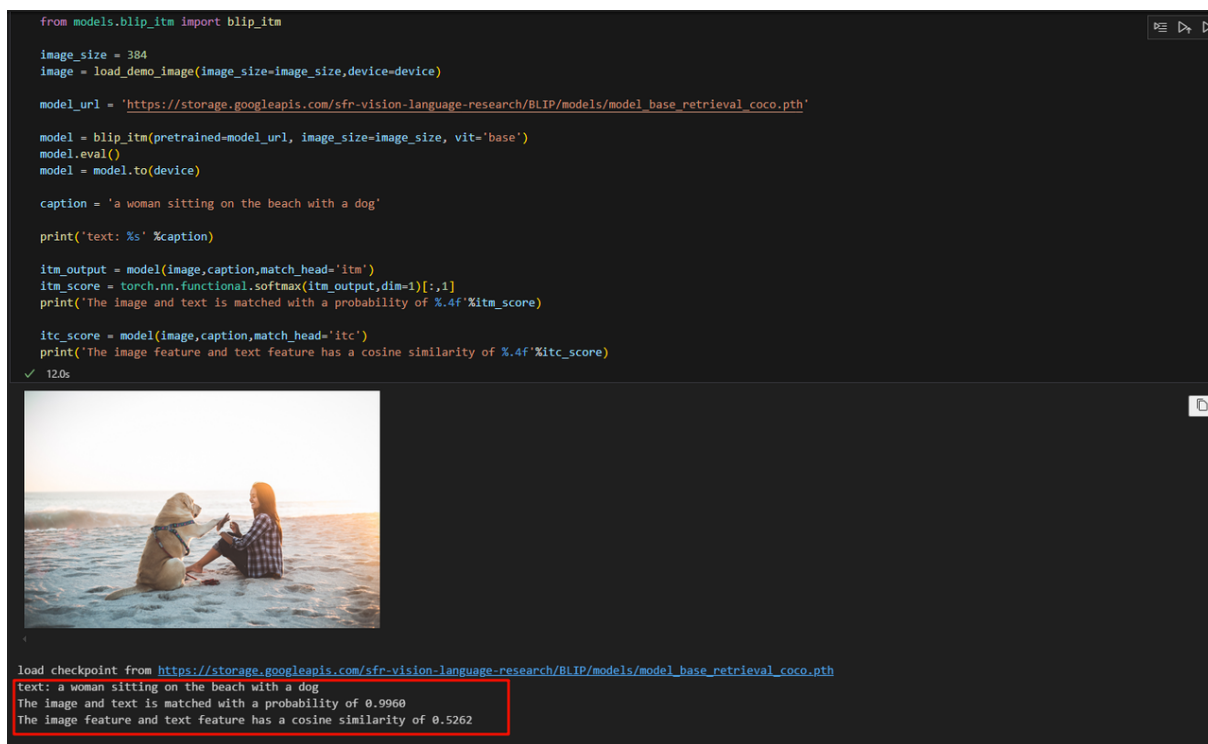 from models.blip_itm import blip_itm
image_size = 384
image = load_demo_image(image_size=image_size,device=device)
model_url = 'https://storage.googleapis.com/sfr-vision-language-research/BLIP/models/model_base_retrieval_coco.pth'
model = blip_itm(pretrained=model_url, image_size=image_size, vit='base')
model.eval()
model = model.to(device)
caption = 'a woman sitting on the beach with a dog'
print('text: %s' %caption)
itm_output = model(image,caption,match_head='itm')
itm_score = torch.nn.functional.softmax(itm_output,dim=1)[:,1]
print('The image and text is matched with a probability of %.4f'%itm_score)
itc_score = model(image,caption,match_head='itc')
print('The image feature and text feature has a cosine similarity of %.4f'%itc_score)
12.0s
load checkpoint from https://storage.googleapis.com/sfr-vision-language-research/BLIP/models/model_base_retrieval_coco.pth
text: a woman sitting on the beach with a dog
The image and text is matched with a probability of 0.9960
The image feature and text feature has a cosine similarity of 0.5262